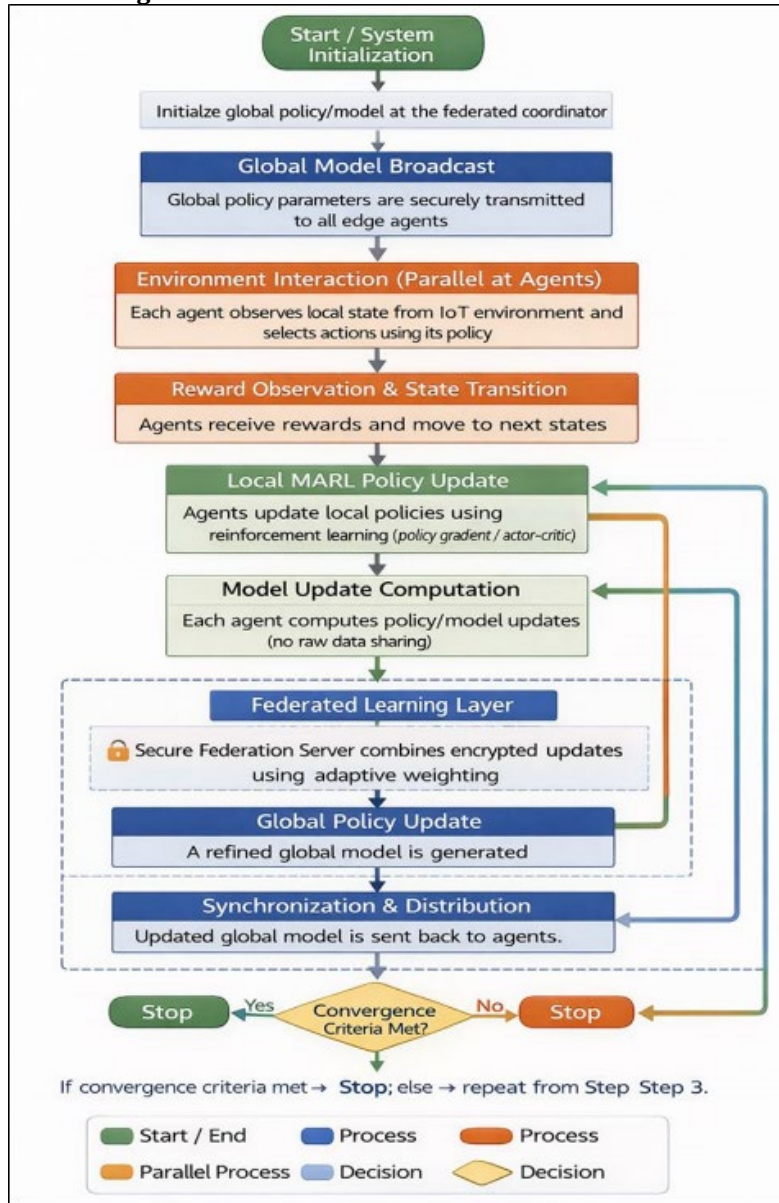 Start / System
Initialization
Initialze global policy/model at the federated coordinator
Global Model Broadcast
Global policy parameters are securely transmitted
to all edge agents
Environment Interaction (Parallel at Agents)
Each agent observes local state from IoT environment and
selects actions using its policy
Reward Observation & State Transition
Agents receive rewards and move to next states
Local MARL Policy Update
Agents update local policies using
reinforcement learning (policy gradient / actor-critic)
Model Update Computation
Each agent computes policy/model updates
(no raw data sharing)
Federated Learning Layer
Secure Federation Server combines encrypted updates
using adaptive weighting
Global Policy Update
A refined global model is generated
Synchronization & Distribution
Updated global model is sent back to agents.
Stop Yes Convergence No Stop
Criteria Met?
If convergence criteria met → Stop; else → repeat from Step Step 3.
Start / End Process Process
Parallel Process Decision Decision